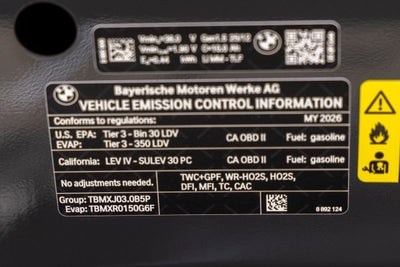 Bayerische Motoren Werke AG
VEHICLE EMISSION CONTROL INFORMATION
Conforms to regulations: MY 2026
U.S. EPA: Tier 3 - Bin 30 LDV CA OBD II Fuel: gasoline
EVAP: Tier 3 - 350 LDV
California: LEV IV - SULEV 30 PC CA OBD II Fuel: gasoline
No adjustments needed. TWC+GPF, WR-HO2S, HO2S,
DFI, MFI, TC, CAC
Group: TBMXJ03.0B5P
Evap: TBMXR0150G6F